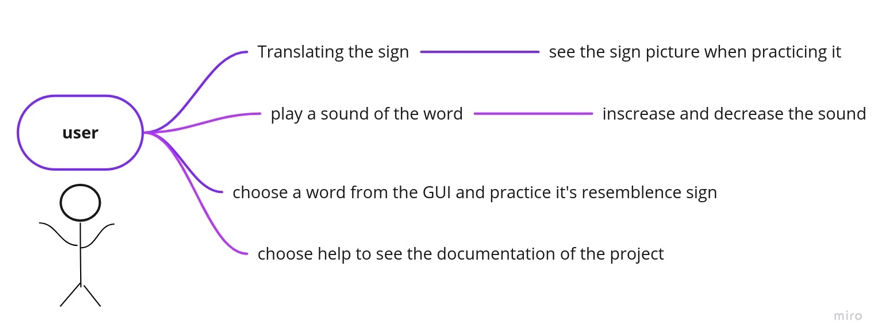 Translating the sign
see the sign picture when practicing it
play a sound of the word
inscrease and decrease the sound
user
choose a word from the GUI and practice it's resemblence sign
choose help to see the documentation of the project
miro